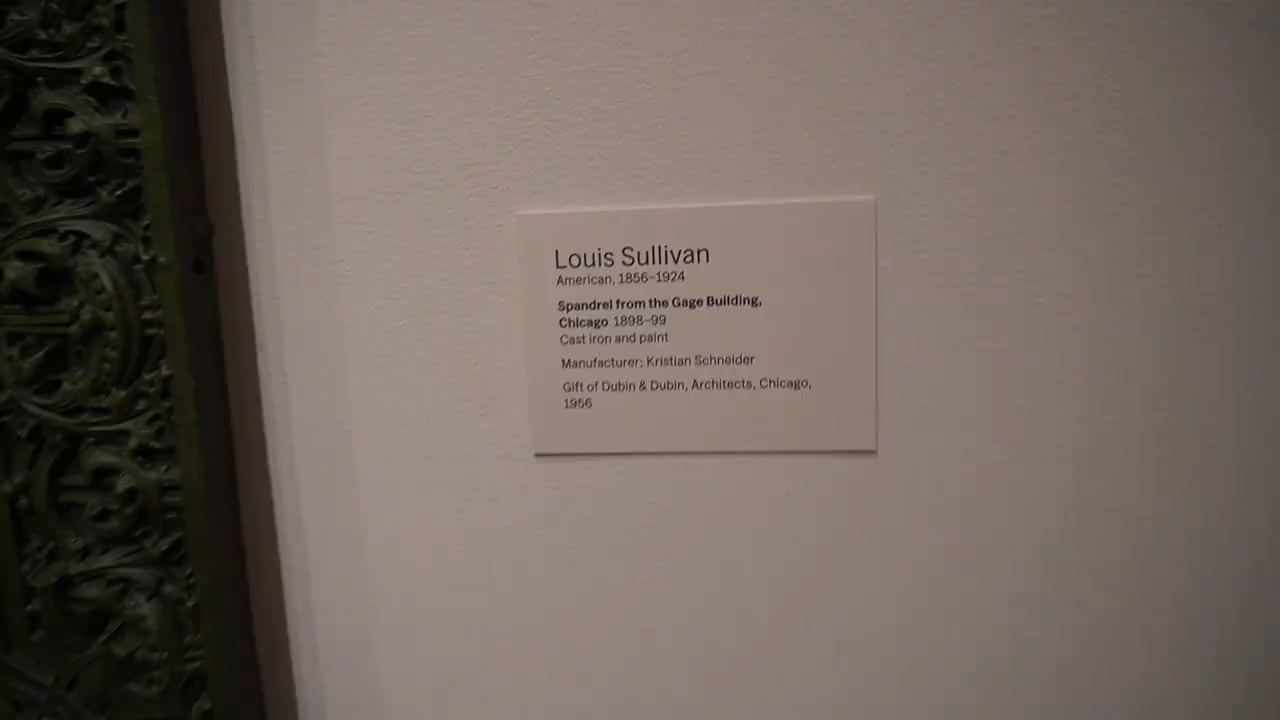 Louis Sullivan
American, 1856–1924
Spandrel from the Gage Building,
Chicago 1898–99
Cast iron and paint
Manufacturer: Kristian Schneider
Gift of Dubin & Dubin, Architects, Chicago,
1956